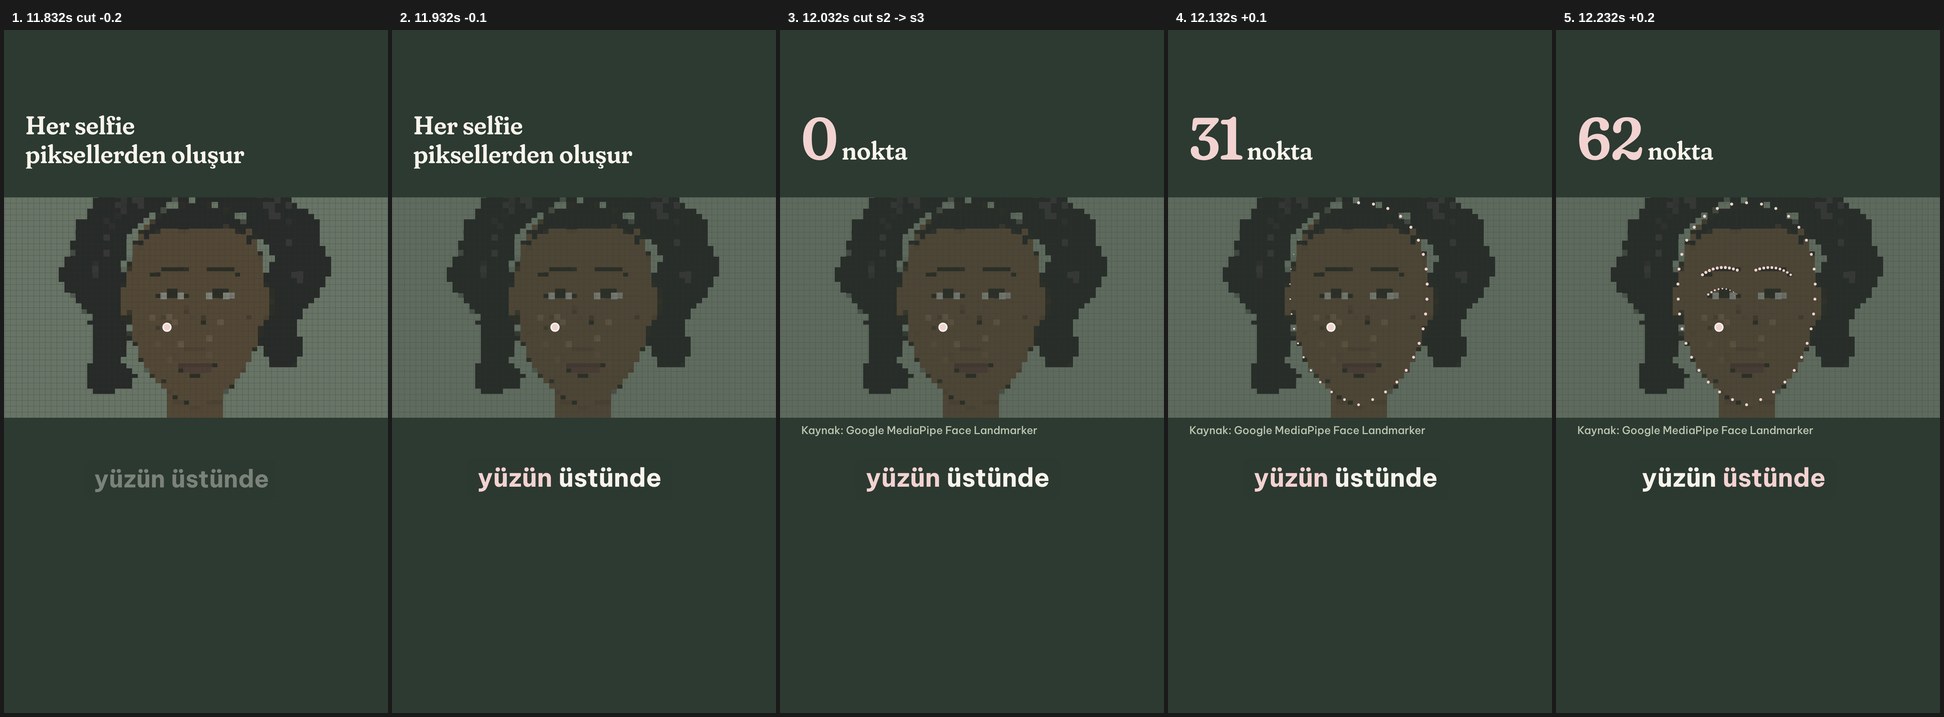 1. 11.832s cut -0.2
Her selfie
piksellerden oluşur
yüzün üstünde
2. 11.932s -0.1
Her selfie
piksellerden oluşur
yüzün üstünde
3. 12.032s cut s2 -> s3
0 nokta
Kaynak: Google MediaPipe Face Landmarker
yüzün üstünde
4. 12.132s +0.1
31 nokta
Kaynak: Google MediaPipe Face Landmarker
yüzün üstünde
5. 12.232s +0.2
62 nokta
Kaynak: Google MediaPipe Face Landmarker
yüzün üstünde